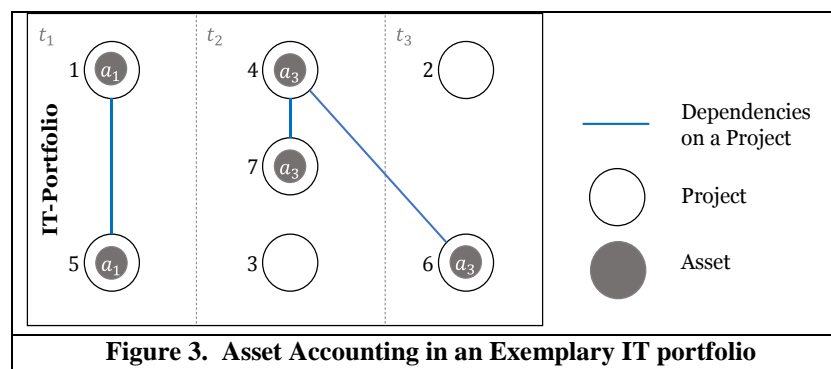 t₁ t₂ t₃
1 a₁ 4 a₃ 2
Dependencies
on a Project
IT-Portfolio
7 a₃
Project
5 a₁ 3 6 a₃
Asset
Figure 3. Asset Accounting in an Exemplary IT portfolio